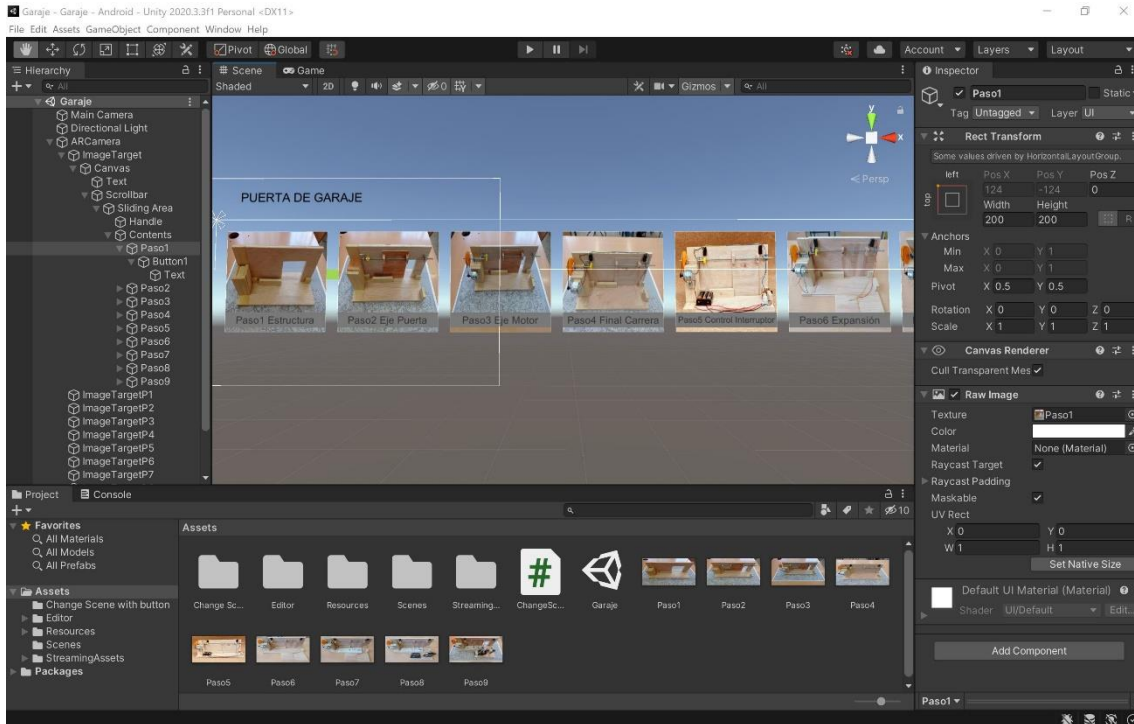 Garaje - Garaje - Android - Unity 2020.3.3f1 Personal <DX11>
File Edit Assets GameObject Component Window Help
Pivot Global
Account Layers Layout
Hierarchy
All
Garaje
Main Camera
Directional Light
ARCamera
ImageTarget
Canvas
Text
Scrollbar
Sliding Area
Handle
Contents
Paso1
Button1
Text
Paso2
Paso3
Paso4
Paso5
Paso6
Paso7
Paso8
Paso9
ImageTargetP1
ImageTargetP2
ImageTargetP3
ImageTargetP4
ImageTargetP5
ImageTargetP6
ImageTargetP7
Scene Game
Shaded 2D 0 Gizmos All
y
x
Persp
PUERTA DE GARAJE
Paso1 Estructura Paso2 Eje Puerta Paso3 Eje Motor Paso4 Final Carrera Paso5 Control Interruptor Paso6 Expansión
Inspector
Paso1 Static
Tag Untagged Layer UI
Rect Transform
Some values driven by HorizontalLayoutGroup.
left Pos X Pos Y Pos Z
top 124 -124 0
Width Height
200 200 R
Anchors
Min X 0 Y 1
Max X 0 Y 1
Pivot X 0.5 Y 0.5
Rotation X 0 Y 0 Z 0
Scale X 1 Y 1 Z 1
Canvas Renderer
Cull Transparent Mes
Raw Image
Texture Paso1
Color
Material None (Material)
Raycast Target
Raycast Padding
Maskable
UV Rect
X 0 Y 0
W 1 H 1
Set Native Size
Default UI Material (Material)
Shader UI/Default Edit...
Add Component
Paso1
Project Console
10
Favorites
All Materials
All Models
All Prefabs
Assets
Change Scene with button
Editor
Resources
Scenes
StreamingAssets
Packages
Assets
Change Sc... Editor Resources Scenes Streaming... ChangeSc... Garaje Paso1 Paso2 Paso3 Paso4
Paso5 Paso6 Paso7 Paso8 Paso9